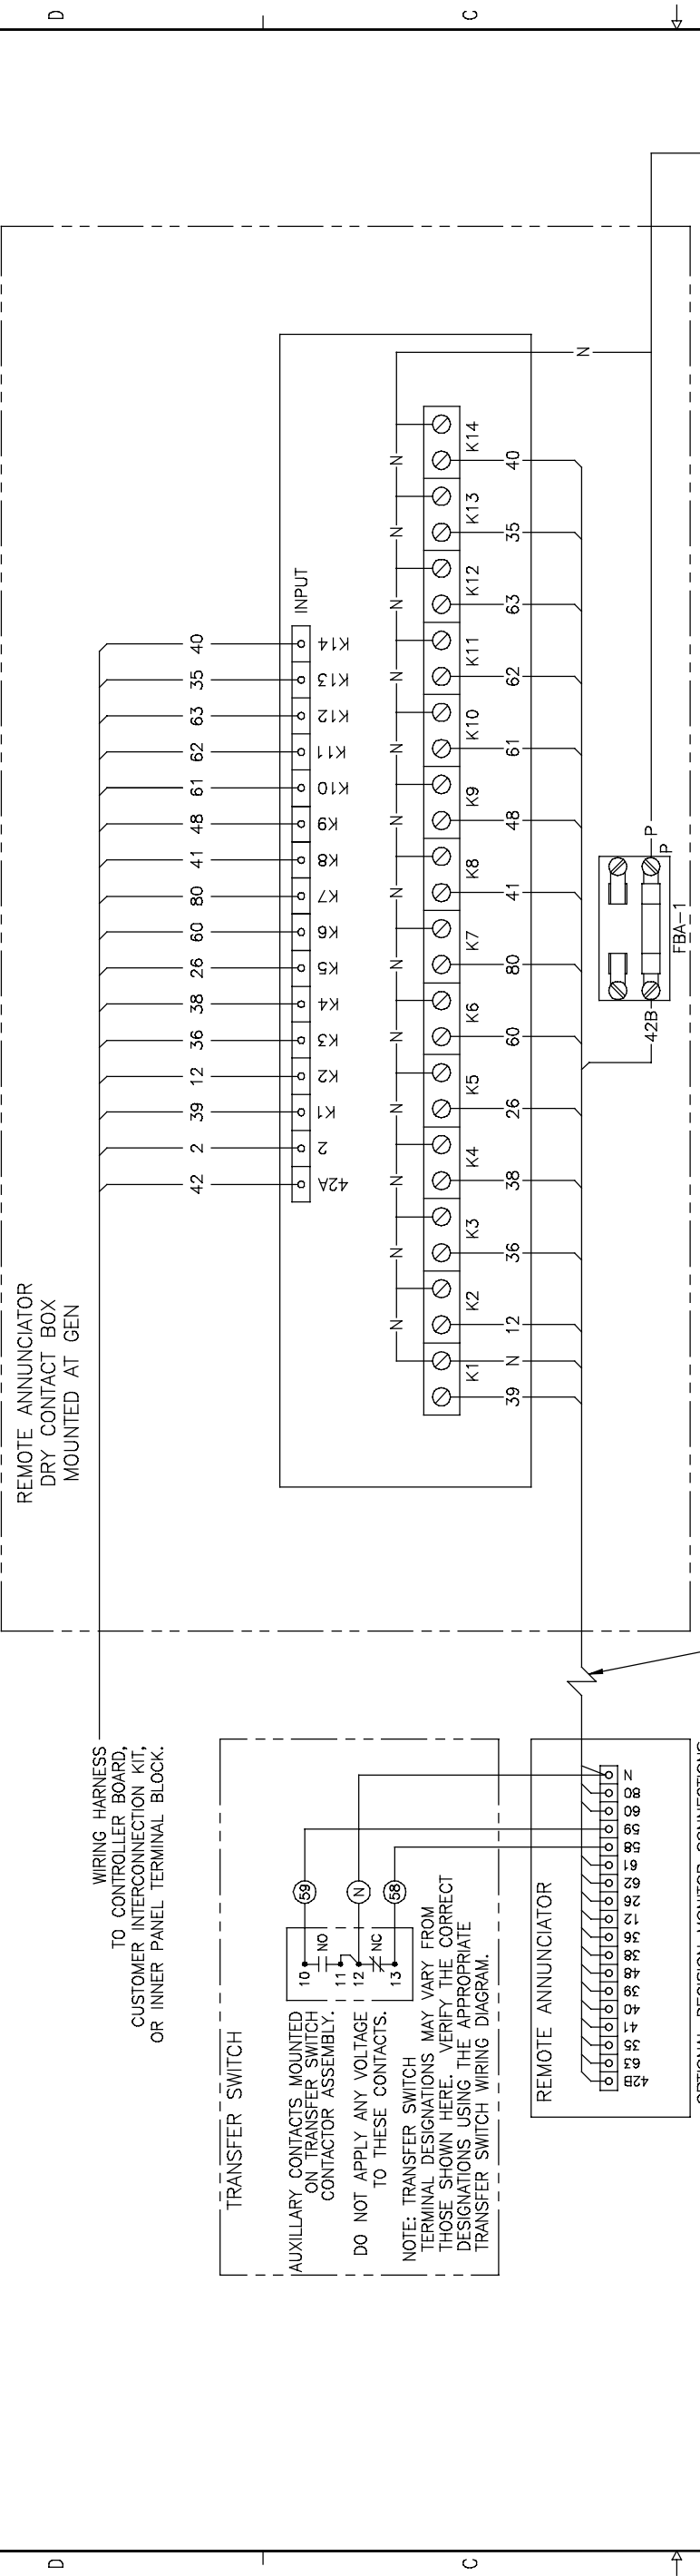 D
C
REMOTE ANNUNCIATOR
DRY CONTACT BOX
MOUNTED AT GEN
WIRING HARNESS
TO CONTROLLER BOARD,
CUSTOMER INTERCONNECTION KIT,
OR INNER PANEL TERMINAL BLOCK.
42 2 39 12 36 38 26 60 80 41 48 61 62 63 35 40
42A 2 K1 K2 K3 K4 K5 K6 K7 K8 K9 K10 K11 K12 K13 K14
INPUT
N N N N N N N N N N N N N
K1 K2 K3 K4 K5 K6 K7 K8 K9 K10 K11 K12 K13 K14
39 N 12 36 38 26 60 80 41 48 61 62 63 35 40
N
42B
P
P
FBA-1
TRANSFER SWITCH
AUXILLARY CONTACTS MOUNTED
ON TRANSFER SWITCH
CONTACTOR ASSEMBLY.
DO NOT APPLY ANY VOLTAGE
TO THESE CONTACTS.
NOTE: TRANSFER SWITCH
TERMINAL DESIGNATIONS MAY VARY FROM
THOSE SHOWN HERE. VERIFY THE CORRECT
DESIGNATIONS USING THE APPROPRIATE
TRANSFER SWITCH WIRING DIAGRAM.
10
NO
11
12
NC
13
59
N
58
REMOTE ANNUNCIATOR
42B 63 35 41 40 39 48 38 36 12 26 62 61 58 59 60 80 N
OPTIONAL DECISION MONITOR CONNECTIONS
D
C